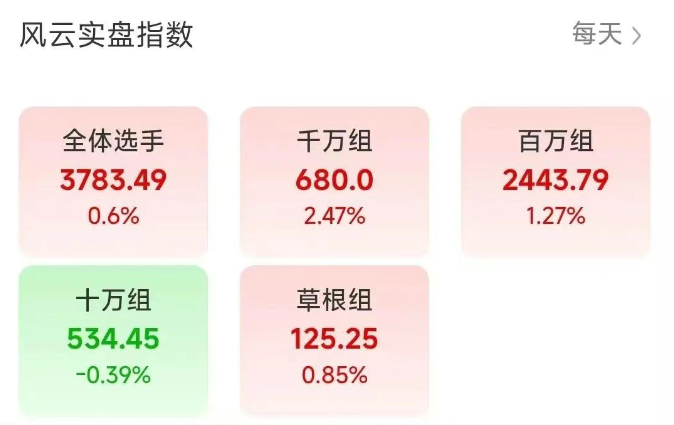 风云实盘指数
每天 >
全体选手
3783.49
0.6%
千万组
680.0
2.47%
百万组
2443.79
1.27%
十万组
534.45
-0.39%
草根组
125.25
0.85%